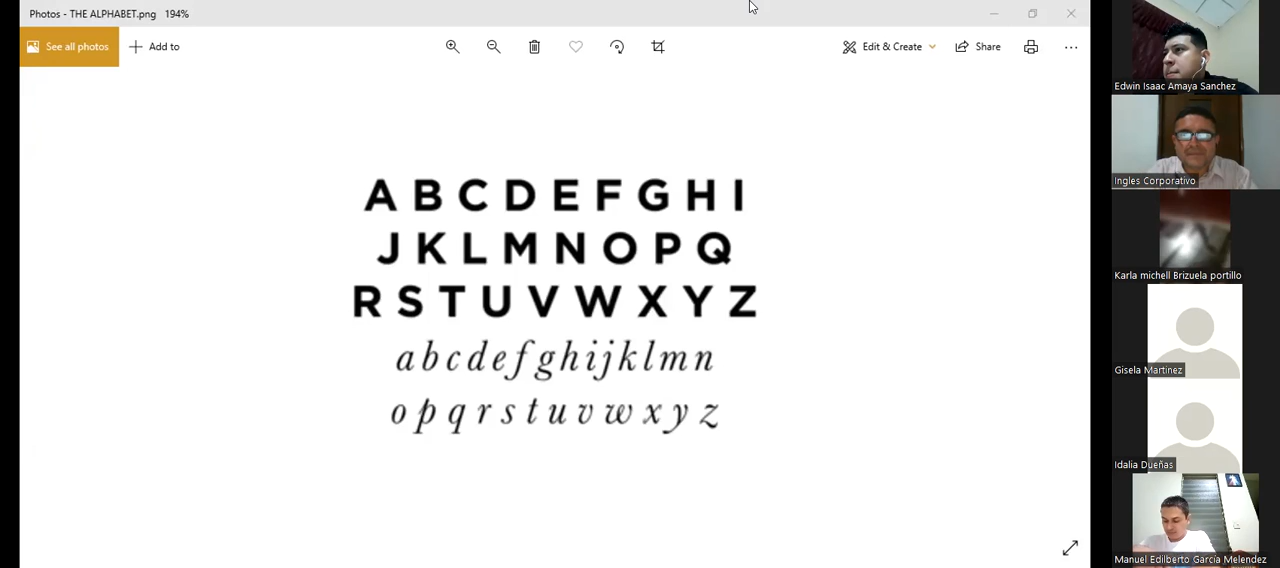 Photos - THE ALPHABET.png 194%
See all photos
Add to
Edit & Create
Share
A B C D E F G H I
J K L M N O P Q
R S T U V W X Y Z
a b c d e f g h i j k l m n
o p q r s t u v w x y z
Edwin Isaac Amaya Sanchez
Ingles Corporativo
Karla michell Brizuela portillo
Gisela Martinez
Idalia Dueñas
Manuel Edilberto García Melendez